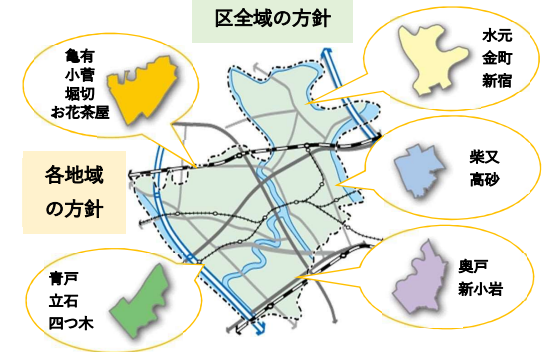 区全域の方針
亀有
小菅
堀切
お花茶屋
水元
金町
新宿
各地域
の方針
柴又
高砂
青戸
立石
四つ木
奥戸
新小岩